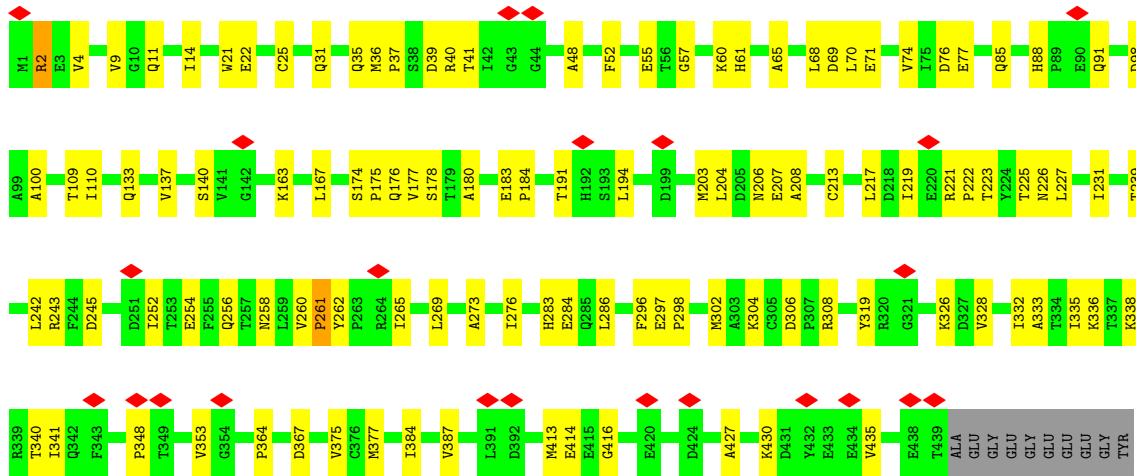 M1 R2 E3 V4 V9 G10 Q11 I14 W21 E22 C25 Q31 Q35 M36 P37 S38 D39 R40 T41 I42 G43 G44 A48 F52 E55 T56 G57 K60 H61 A65 L68 D69 L70 E71 V74 I75 D76 E77 Q85 H88 P89 E90 Q91 D98
A99 A100 T109 I110 Q133 V137 S140 V141 G142 K163 L167 S174 P175 Q176 V177 S178 T179 A180 E183 P184 T191 H192 S193 L194 D199 M203 L204 D205 N206 E207 A208 C213 L217 D218 I219 E220 R221 P222 T223 Y224 T225 N226 L227 I231 T239
L242 R243 F244 D245 D251 I252 T253 E254 F255 Q256 T257 N258 L259 V260 P261 Y262 P263 R264 I265 L269 A273 I276 H283 E284 Q285 L286 F296 E297 P298 M302 A303 K304 C305 D306 P307 R308 Y319 R320 G321 K326 D327 V328 I332 A333 T334 I335 K336 T337 K338
R339 T340 I341 Q342 F343 P348 T349 V353 G354 P364 D367 V375 C376 M377 I384 V387 L391 D392 M413 E414 E415 G416 E420 D424 A427 K430 D431 Y432 E433 E434 V435 E438 T439 ALA GLU GLY GLU GLY GLU GLU GLU GLY TYR